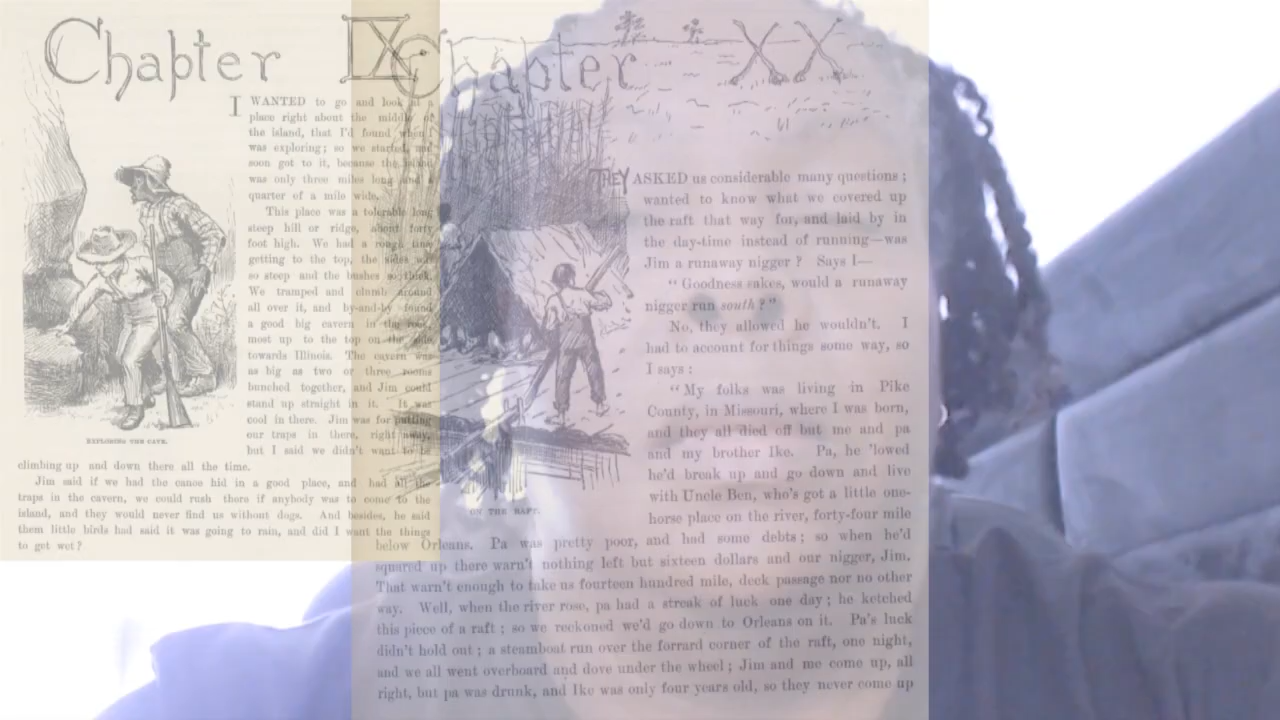 Chapter IX
I WANTED to go and look at a
place right about the middle of
the island, that I'd found when I
was exploring; so we started, and
soon got to it, because the island
was only three miles long and a
quarter of a mile wide.
This place was a tolerable long
steep hill or ridge, about forty
foot high. We had a rough time
getting to the top, the sides was
so steep and the bushes so thick.
We tramped and clumb around
all over it, and by-and-by found
a good big cavern in the rock,
most up to the top on the side
towards Illinois. The cavern was
as big as two or three rooms
bunched together, and Jim could
stand up straight in it. It was
cool in there. Jim was for putting
our traps in there, right away,
but I said we didn't want to be
EXPLORING THE CAVE.
climbing up and down there all the time.
Jim said if we had the canoe hid in a good place, and had all the
traps in the cavern, we could rush there if anybody was to come to the
island, and they would never find us without dogs. And besides, he said
them little birds had said it was going to rain, and did I want the things
to get wet?
Chapter XX
THEY ASKED us considerable many questions;
wanted to know what we covered up
the raft that way for, and laid by in
the day-time instead of running—was
Jim a runaway nigger? Says I—
"Goodness sakes, would a runaway
nigger run south?"
No, they allowed he wouldn't. I
had to account for things some way, so
I says:
"My folks was living in Pike
County, in Missouri, where I was born,
and they all died off but me and pa
and my brother Ike. Pa, he 'lowed
he'd break up and go down and live
with Uncle Ben, who's got a little one-
horse place on the river, forty-four mile
ON THE RAFT.
below Orleans. Pa was pretty poor, and had some debts; so when he'd
squared up there warn't nothing left but sixteen dollars and our nigger, Jim.
That warn't enough to take us fourteen hundred mile, deck passage nor no other
way. Well, when the river rose, pa had a streak of luck one day; he ketched
this piece of a raft; so we reckoned we'd go down to Orleans on it. Pa's luck
didn't hold out; a steamboat run over the forrard corner of the raft, one night,
and we all went overboard and dove under the wheel; Jim and me come up, all
right, but pa was drunk, and Ike was only four years old, so they never come up